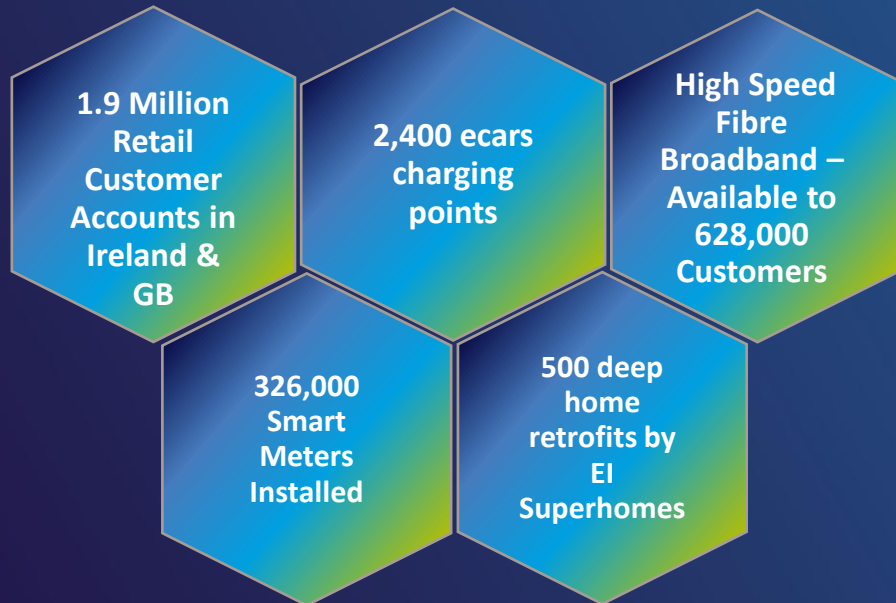 1.9 Million
Retail
Customer
Accounts in
Ireland &
GB
2,400 ecars
charging
points
High Speed
Fibre
Broadband –
Available to
628,000
Customers
326,000
Smart
Meters
Installed
500 deep
home
retrofits by
EI
Superhomes